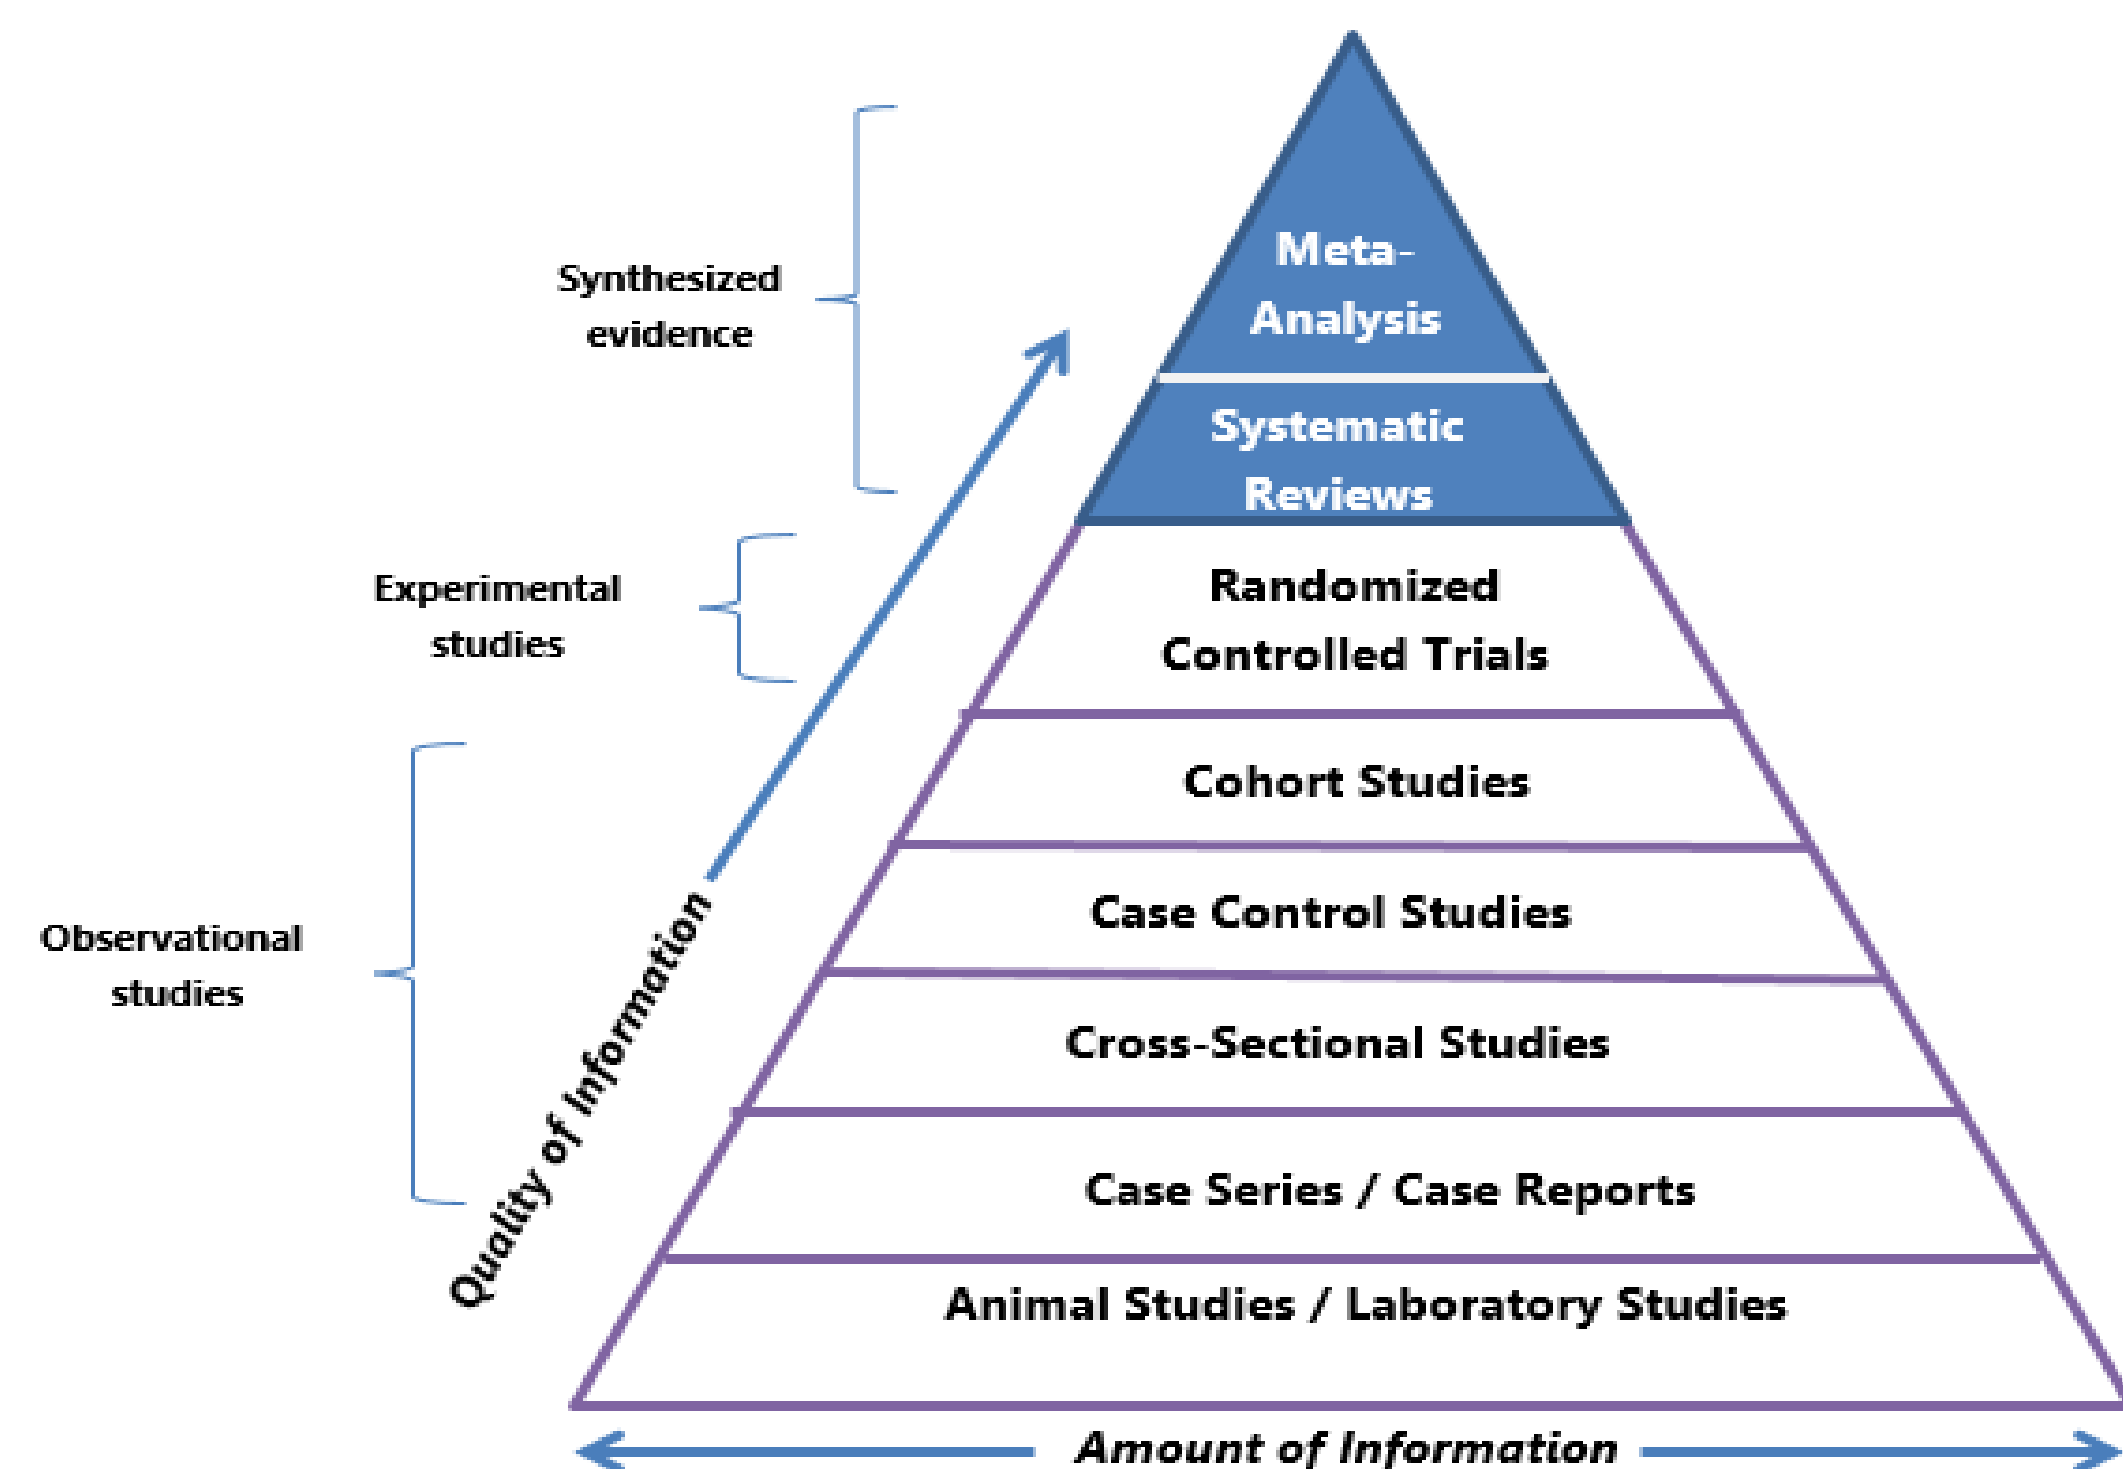 Meta-
Analysis
Synthesized
evidence
Systematic
Reviews
Experimental
studies
Randomized
Controlled Trials
Cohort Studies
Case Control Studies
Observational
studies
Quality of Information
Cross-Sectional Studies
Case Series / Case Reports
Animal Studies / Laboratory Studies
Amount of Information